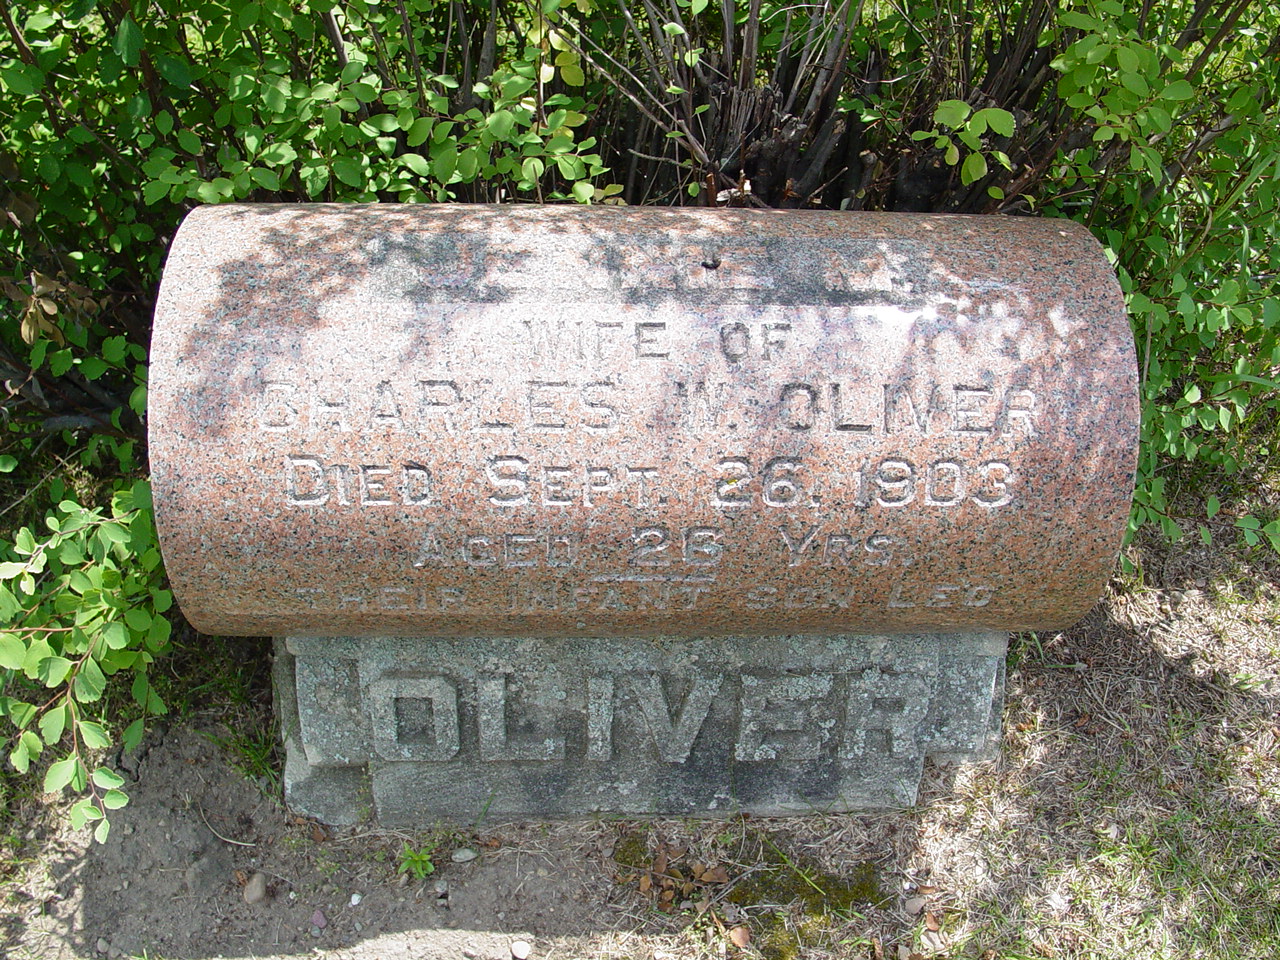 WIFE OF
CHARLES W. OLIVER
DIED SEPT. 26. 1903
AGED 26 YRS.
THEIR INFANT SON LEO
OLIVER